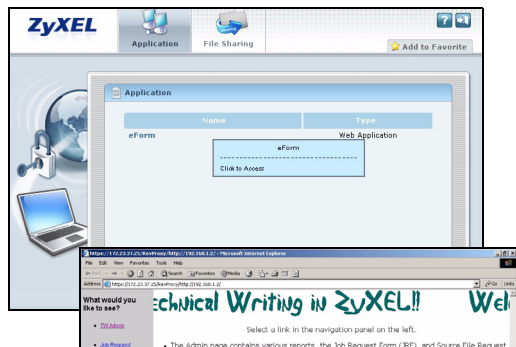 ZyXEL
Application
File Sharing
Add to Favorite
Application
Name Type
eForm Web Application
eForm
Click to Access
https://172.23.37.25/RevProxy/http://192.168.1.2/ - Microsoft Internet Explorer
File Edit View Favorites Tools Help
Search Favorites Media
Address https://172.23.37.25/RevProxy/http://192.168.1.2/ Go Links
What would you like to see?
echnical Writing in ZyXEL!! Wel
TW Admin
Select a link in the navigation panel on the left.
Job Request
The Admin page contains various reports, the Job Request Form (JRF), and Source File Request